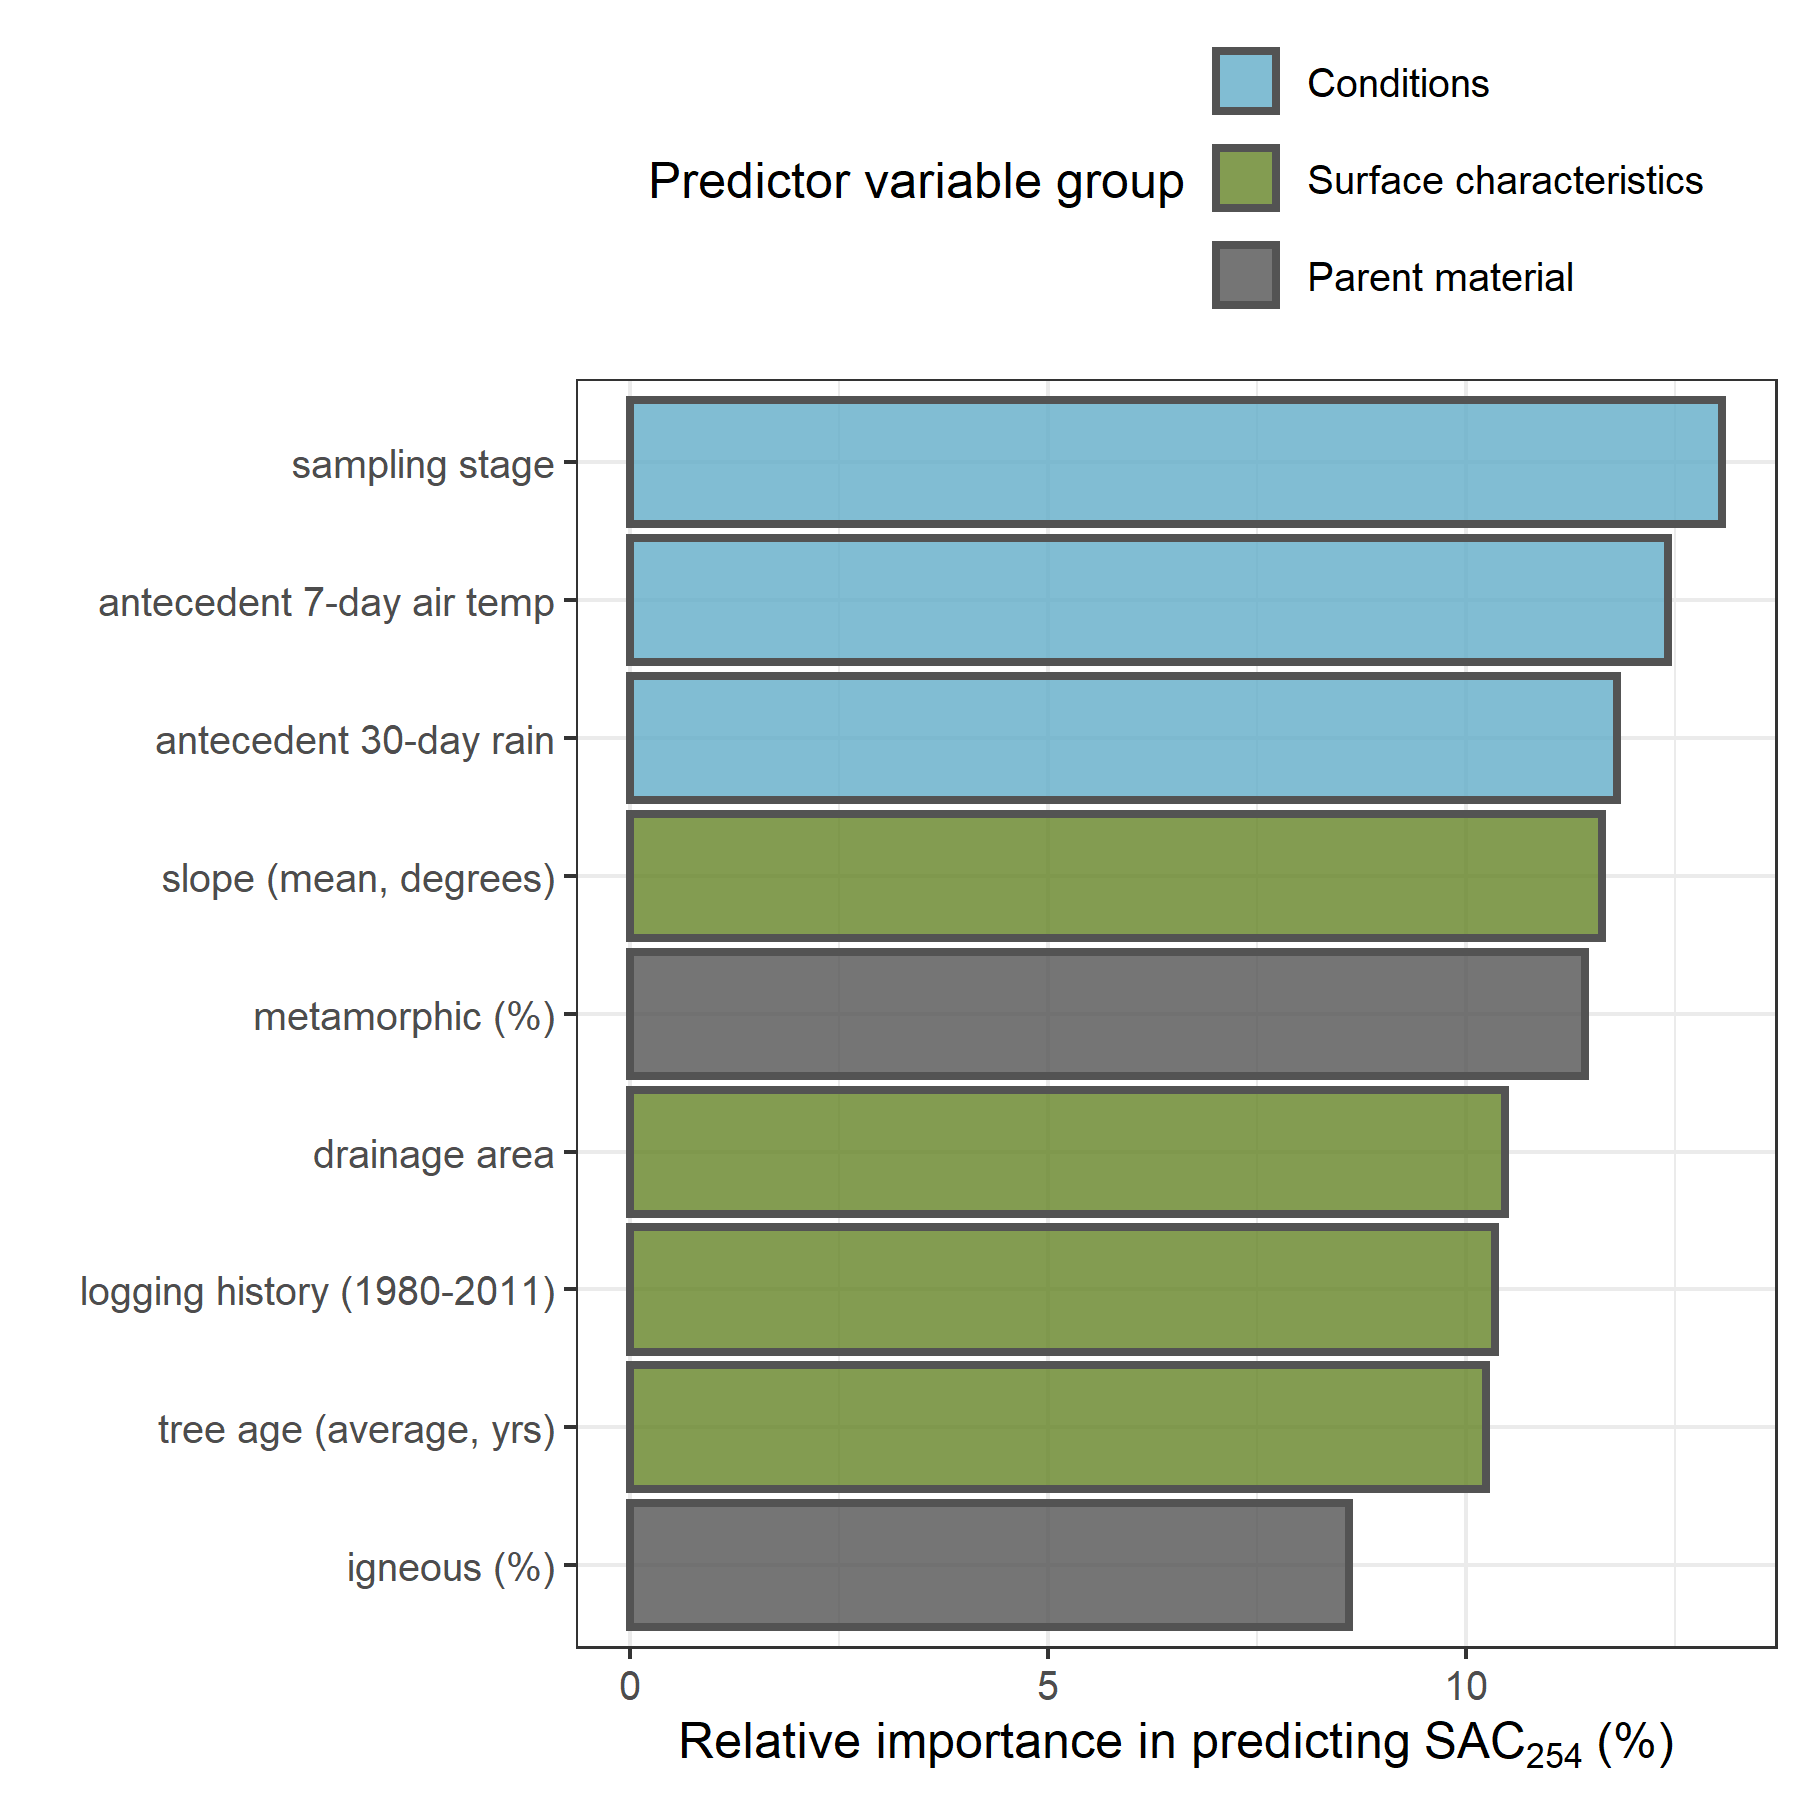 Conditions
Predictor variable group
Surface characteristics
Parent material
sampling stage
antecedent 7-day air temp
antecedent 30-day rain
slope (mean, degrees)
metamorphic (%)
drainage area
logging history (1980-2011)
tree age (average, yrs)
igneous (%)
0 5 10
Relative importance in predicting SAC₂₅₄ (%)